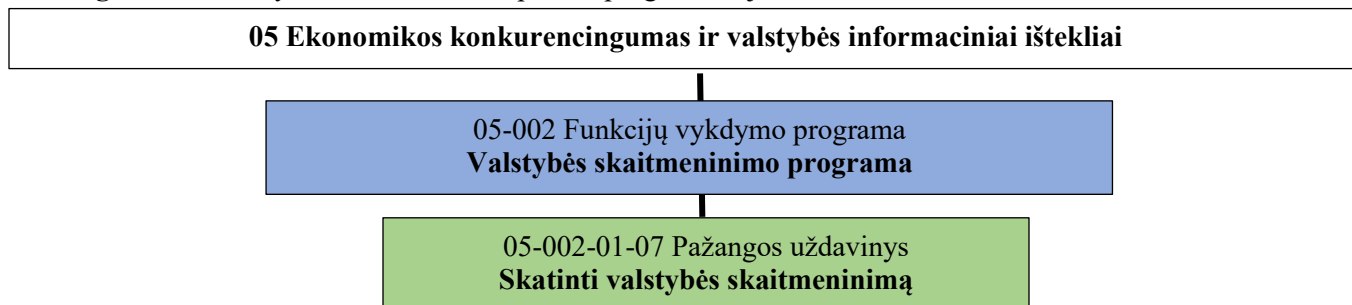 05 Ekonomikos konkurencingumas ir valstybės informaciniai ištekliai
05-002 Funkcijų vykdymo programa
Valstybės skaitmeninimo programa
05-002-01-07 Pažangos uždavinys
Skatinti valstybės skaitmeninimą